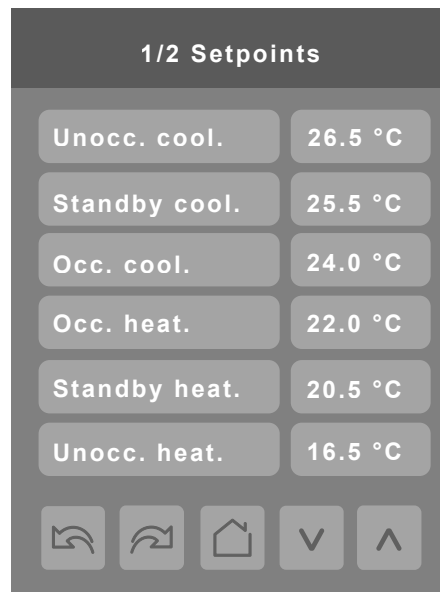 1/2 Setpoints
Unocc. cool. 26.5 °C
Standby cool. 25.5 °C
Occ. cool. 24.0 °C
Occ. heat. 22.0 °C
Standby heat. 20.5 °C
Unocc. heat. 16.5 °C